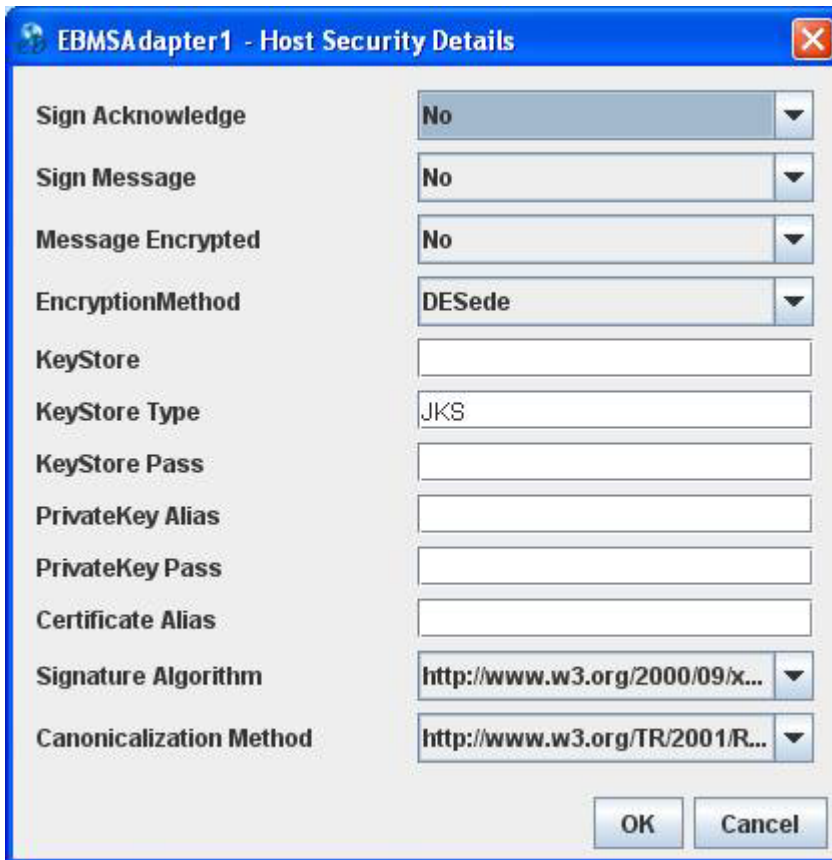 EBMSAdapter1 - Host Security Details
Sign Acknowledge No
Sign Message No
Message Encrypted No
EncryptionMethod DESede
KeyStore
KeyStore Type JKS
KeyStore Pass
PrivateKey Alias
PrivateKey Pass
Certificate Alias
Signature Algorithm http://www.w3.org/2000/09/x...
Canonicalization Method http://www.w3.org/TR/2001/R...
OK Cancel